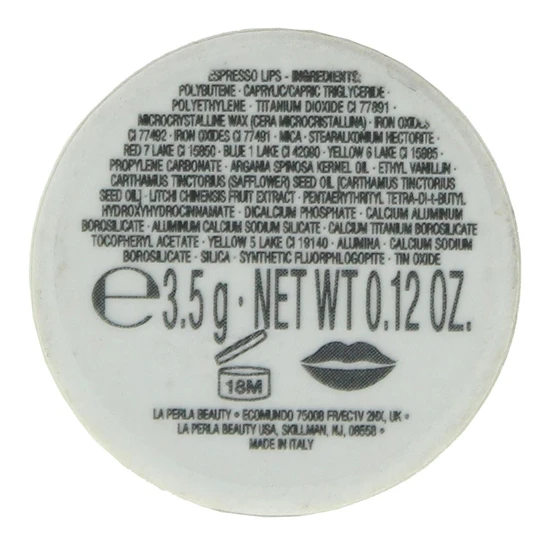 ESPRESSO LIPS - INGREDIENTS:
POLYBUTENE · CAPRYLIC/CAPRIC TRIGLYCERIDE ·
POLYETHYLENE · TITANIUM DIOXIDE CI 77891 ·
MICROCRYSTALLINE WAX (CERA MICROCRISTALLINA) · IRON OXIDES
CI 77492 · IRON OXIDES CI 77491 · MICA · STEARALKONIUM HECTORITE ·
RED 7 LAKE CI 15850 · BLUE 1 LAKE CI 42090 · YELLOW 6 LAKE CI 15985 ·
PROPYLENE CARBONATE · ARGANIA SPINOSA KERNEL OIL · ETHYL VANILLIN ·
CARTHAMUS TINCTORIUS (SAFFLOWER) SEED OIL [CARTHAMUS TINCTORIUS
SEED OIL] · LITCHI CHINENSIS FRUIT EXTRACT · PENTAERYTHRITYL TETRA-DI-t-BUTYL
HYDROXYHYDROCINNAMATE · DICALCIUM PHOSPHATE · CALCIUM ALUMINUM
BOROSILICATE · ALUMINUM CALCIUM SODIUM SILICATE · CALCIUM TITANIUM BOROSILICATE
TOCOPHERYL ACETATE · YELLOW 5 LAKE CI 19140 · ALUMINA · CALCIUM SODIUM
BOROSILICATE · SILICA · SYNTHETIC FLUORPHLOGOPITE · TIN OXIDE
℮ 3.5 g · NET WT 0.12 OZ.
18M
LA PERLA BEAUTY • ECOMUNDO 75008 FR/EC1V 2NX, UK •
LA PERLA BEAUTY USA, SKILLMAN, NJ, 08558 •
MADE IN ITALY